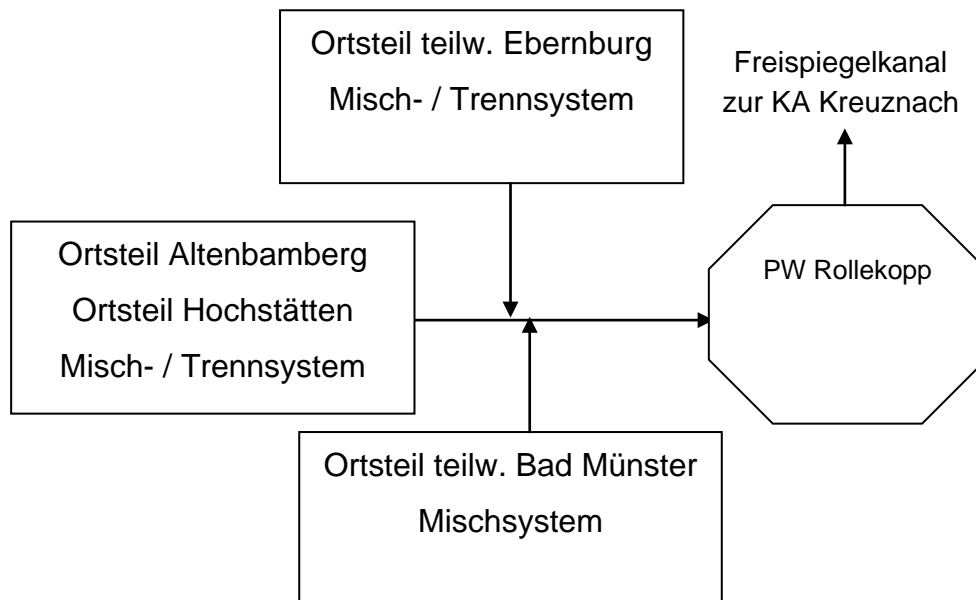 Ortsteil teilw. Ebernburg
Misch- / Trennsystem
Freispiegelkanal
zur KA Kreuznach
Ortsteil Altenbamberg
Ortsteil Hochstätten
Misch- / Trennsystem
PW Rollekopp
Ortsteil teilw. Bad Münster
Mischsystem